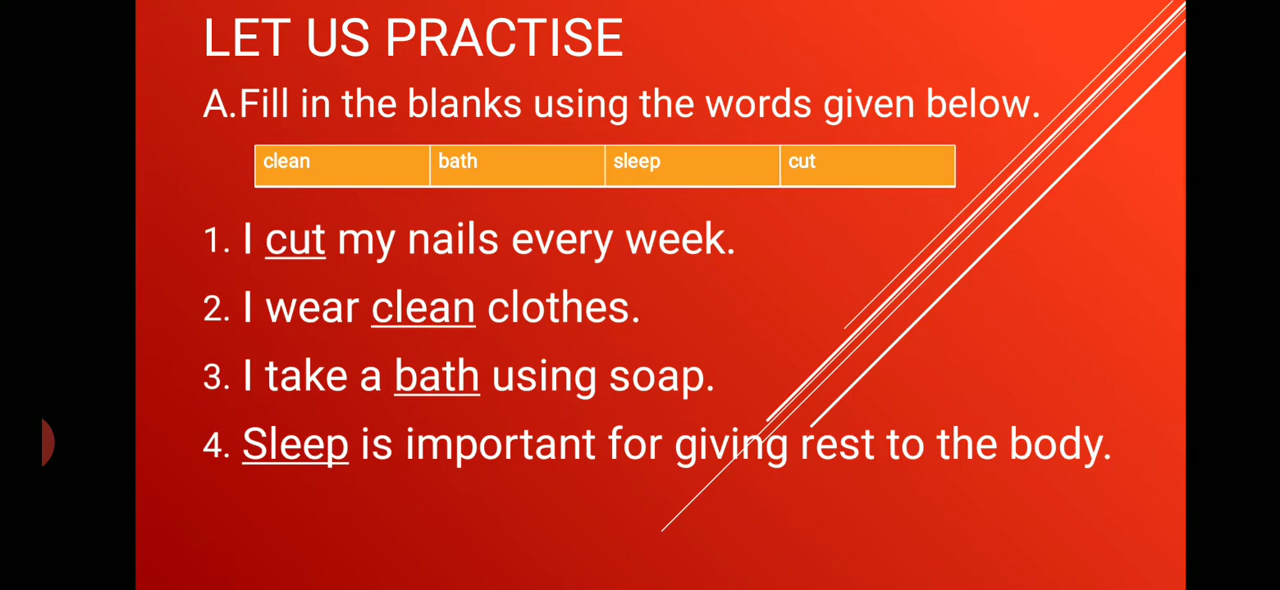 LET US PRACTISE
A.Fill in the blanks using the words given below.
clean bath sleep cut
1. I cut my nails every week.
2. I wear clean clothes.
3. I take a bath using soap.
4. Sleep is important for giving rest to the body.